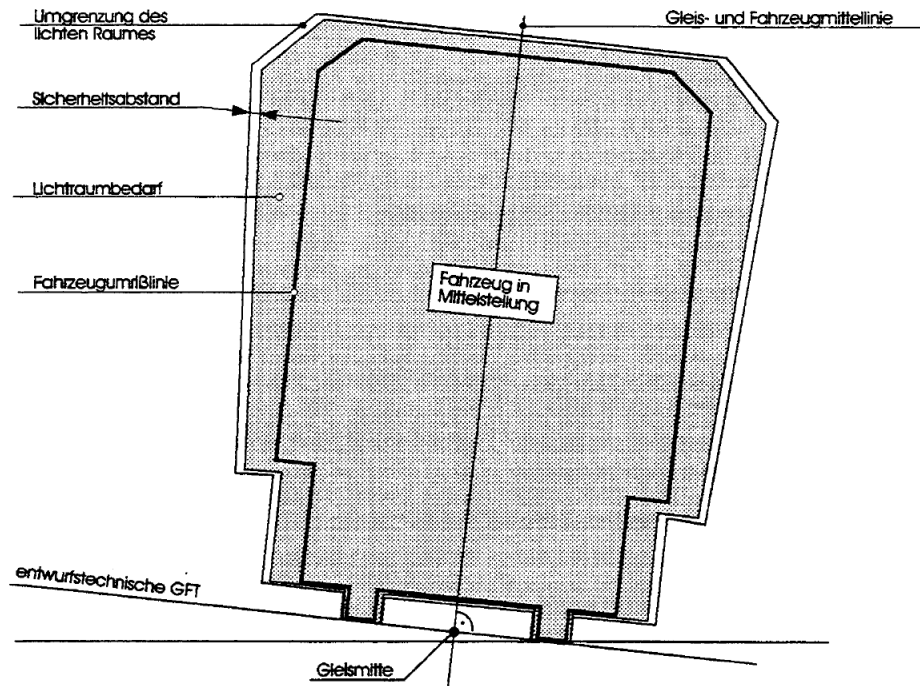 Umgrenzung des
lichten Raumes
Gleis- und Fahrzeugmittellinie
Sicherheitsabstand
Lichtraumbedarf
Fahrzeugumrißlinie
Fahrzeug in
Mittelstellung
entwurfstechnische GFT
Gleismitte